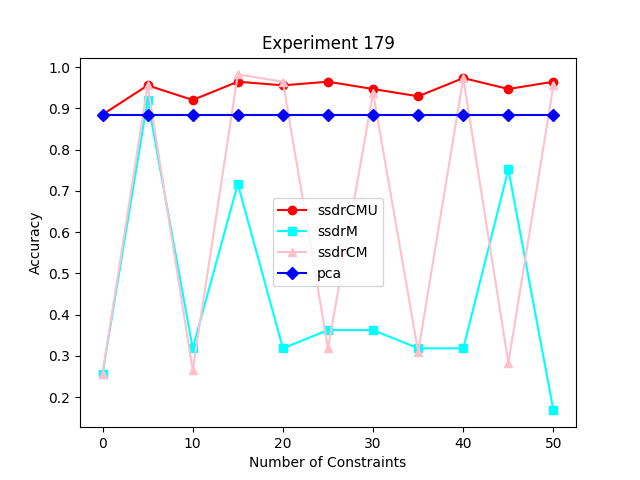 Experiment 179
Accuracy
1.0
0.9
0.8
0.7
0.6
0.5
0.4
0.3
0.2
ssdrCMU
ssdrM
ssdrCM
pca
0 10 20 30 40 50
Number of Constraints